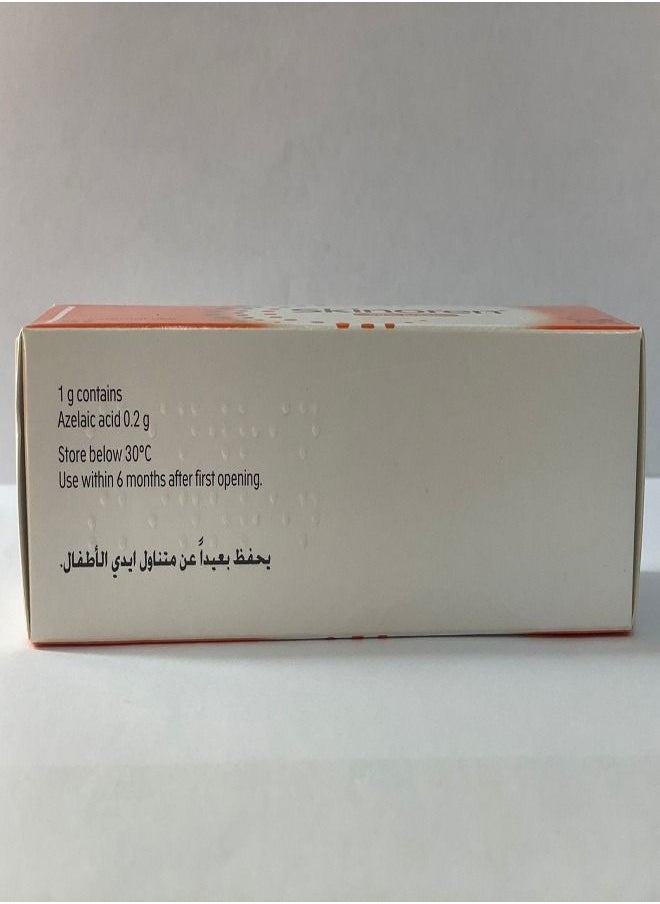 Skinoren
1 g contains
Azelaic acid 0.2 g
Store below 30°C
Use within 6 months after first opening.
يحفظ بعيداً عن متناول ايدي الأطفال.